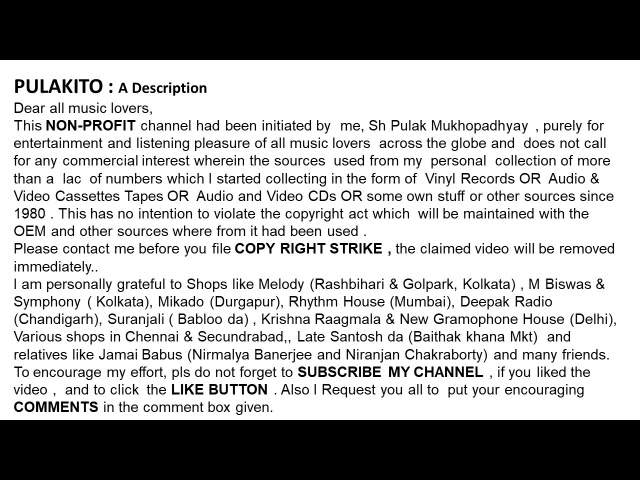 PULAKITO : A Description
Dear all music lovers,
This NON-PROFIT channel had been initiated by me, Sh Pulak Mukhopadhyay , purely for
entertainment and listening pleasure of all music lovers across the globe and does not call
for any commercial interest wherein the sources used from my personal collection of more
than a lac of numbers which I started collecting in the form of Vinyl Records OR Audio &
Video Cassettes Tapes OR Audio and Video CDs OR some own stuff or other sources since
1980 . This has no intention to violate the copyright act which will be maintained with the
OEM and other sources where from it had been used .
Please contact me before you file COPY RIGHT STRIKE , the claimed video will be removed
immediately..
I am personally grateful to Shops like Melody (Rashbihari & Golpark, Kolkata) , M Biswas &
Symphony ( Kolkata), Mikado (Durgapur), Rhythm House (Mumbai), Deepak Radio
(Chandigarh), Suranjali ( Babloo da) , Krishna Raagmala & New Gramophone House (Delhi),
Various shops in Chennai & Secundrabad,, Late Santosh da (Baithak khana Mkt) and
relatives like Jamai Babus (Nirmalya Banerjee and Niranjan Chakraborty) and many friends.
To encourage my effort, pls do not forget to SUBSCRIBE MY CHANNEL , if you liked the
video , and to click the LIKE BUTTON . Also I Request you all to put your encouraging
COMMENTS in the comment box given.